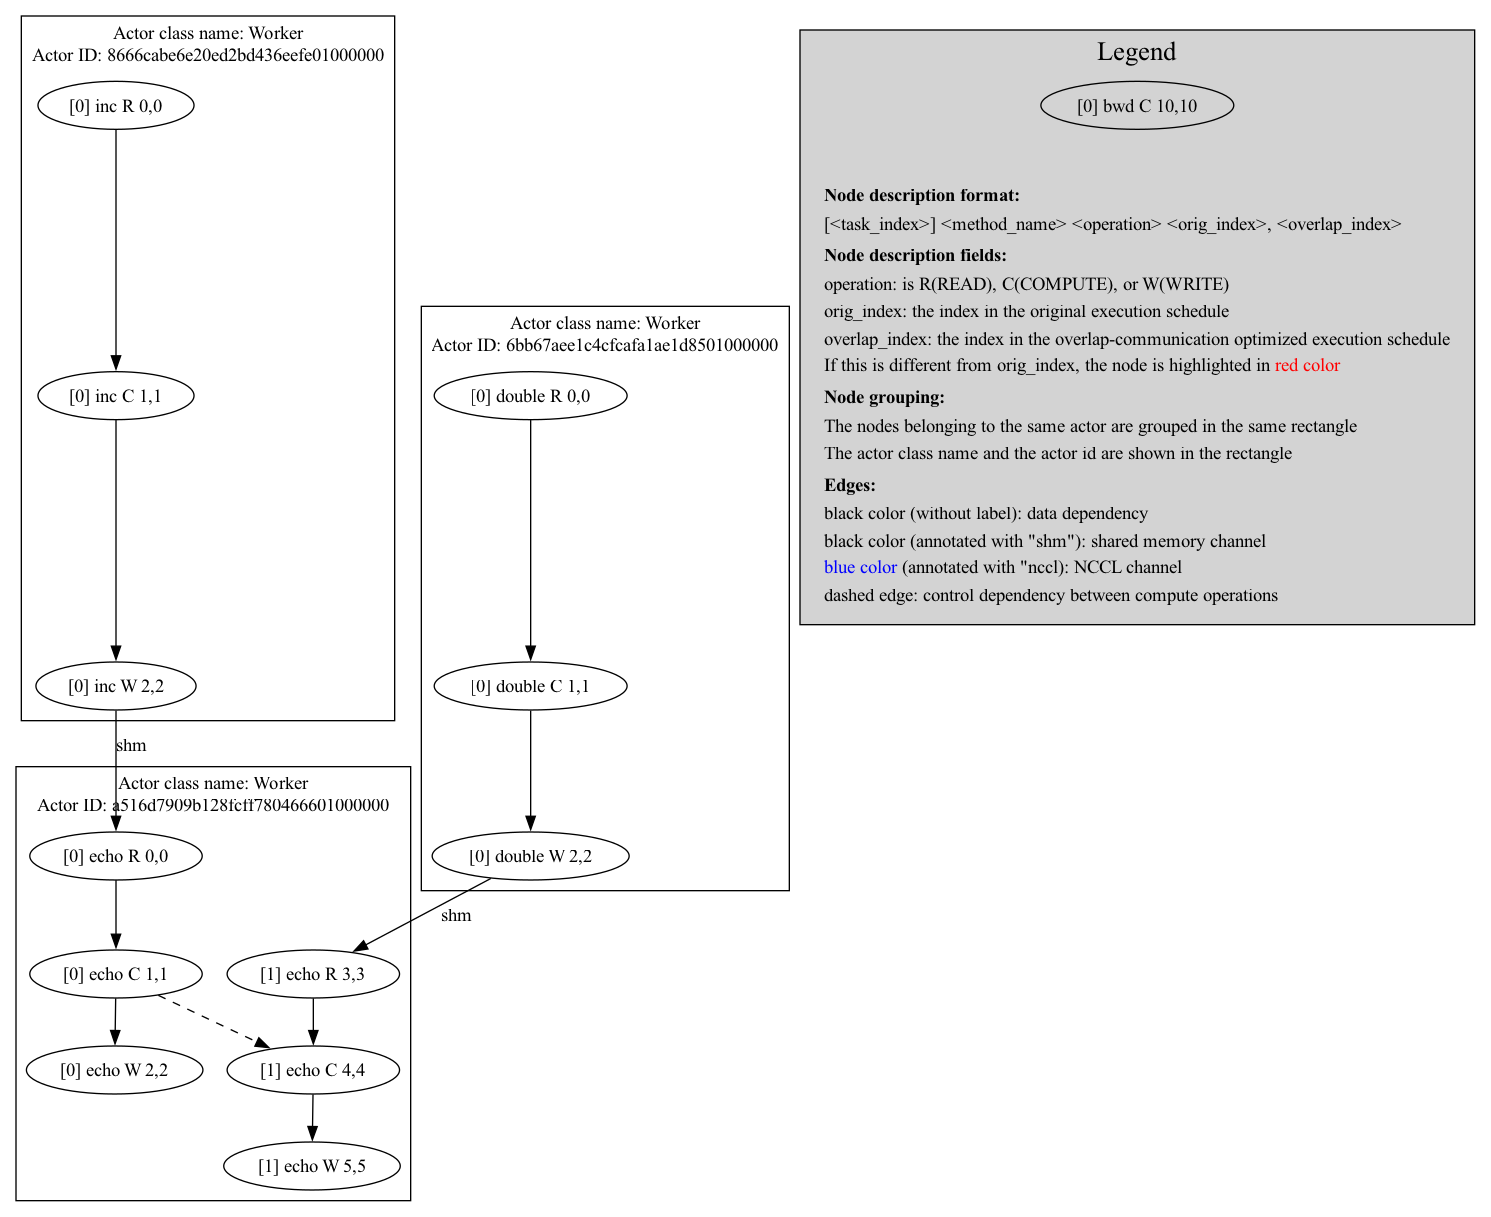 Actor class name: Worker
Actor ID: 8666cabe6e20ed2bd436eefe01000000
[0] inc R 0,0
[0] inc C 1,1
[0] inc W 2,2
shm
Actor class name: Worker
Actor ID: a516d7909b128fcff780466601000000
[0] echo R 0,0
[0] echo C 1,1
[0] echo W 2,2
[1] echo R 3,3
[1] echo C 4,4
[1] echo W 5,5
Actor class name: Worker
Actor ID: 6bb67aee1c4cfcafa1ae1d8501000000
[0] double R 0,0
[0] double C 1,1
[0] double W 2,2
shm
Legend
[0] bwd C 10,10
Node description format:
[<task_index>] <method_name> <operation> <orig_index>, <overlap_index>
Node description fields:
operation: is R(READ), C(COMPUTE), or W(WRITE)
orig_index: the index in the original execution schedule
overlap_index: the index in the overlap-communication optimized execution schedule
If this is different from orig_index, the node is highlighted in red color
Node grouping:
The nodes belonging to the same actor are grouped in the same rectangle
The actor class name and the actor id are shown in the rectangle
Edges:
black color (without label): data dependency
black color (annotated with "shm"): shared memory channel
blue color (annotated with "nccl): NCCL channel
dashed edge: control dependency between compute operations